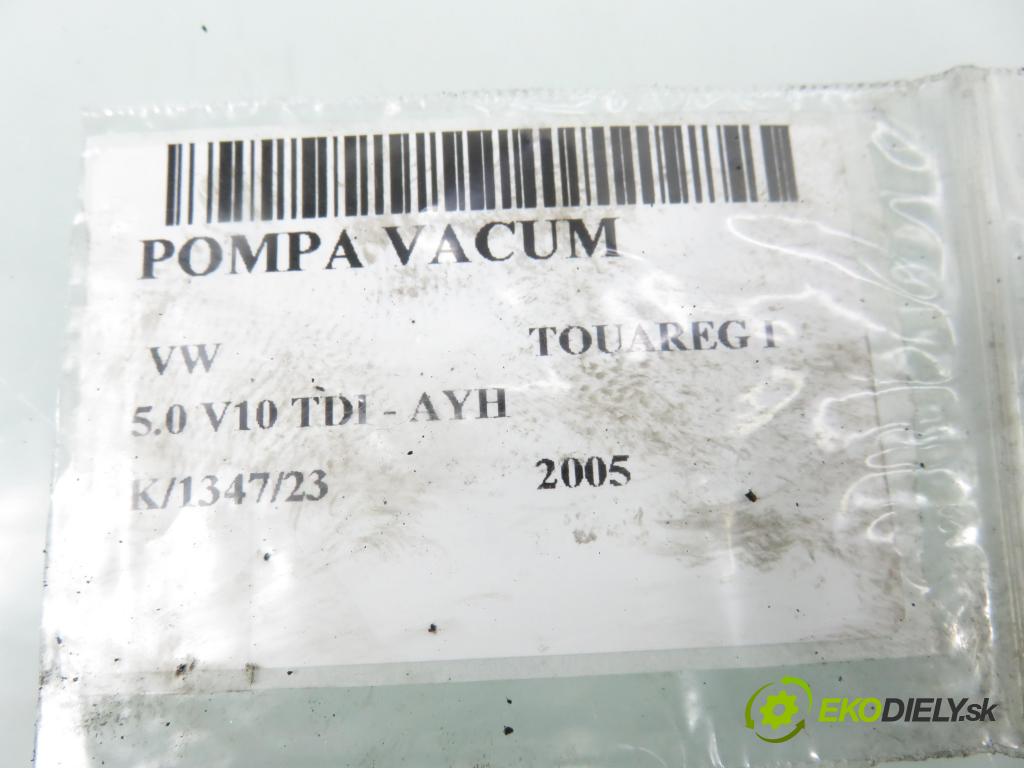 POMPA VACUM
VW TOUAREG I
5.0 V10 TDI - AYH
K/1347/23 2005
EKODIELY.sk